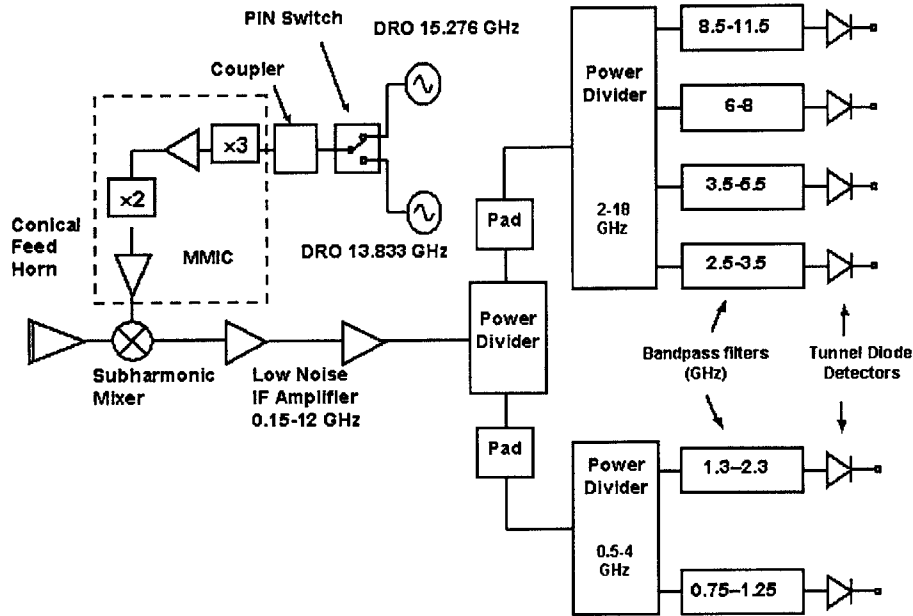 PIN Switch
DRO 15.276 GHz
Coupler
×3
×2
Conical
Feed
Horn
MMIC
DRO 13.833 GHz
Subharmonic
Mixer
Low Noise
IF Amplifier
0.15-12 GHz
Pad
Power
Divider
Pad
Power
Divider
2-18
GHz
8.5-11.5
6-8
3.5-5.5
2.5-3.5
Bandpass filters
(GHz)
Tunnel Diode
Detectors
Power
Divider
0.5-4
GHz
1.3–2.3
0.75–1.25